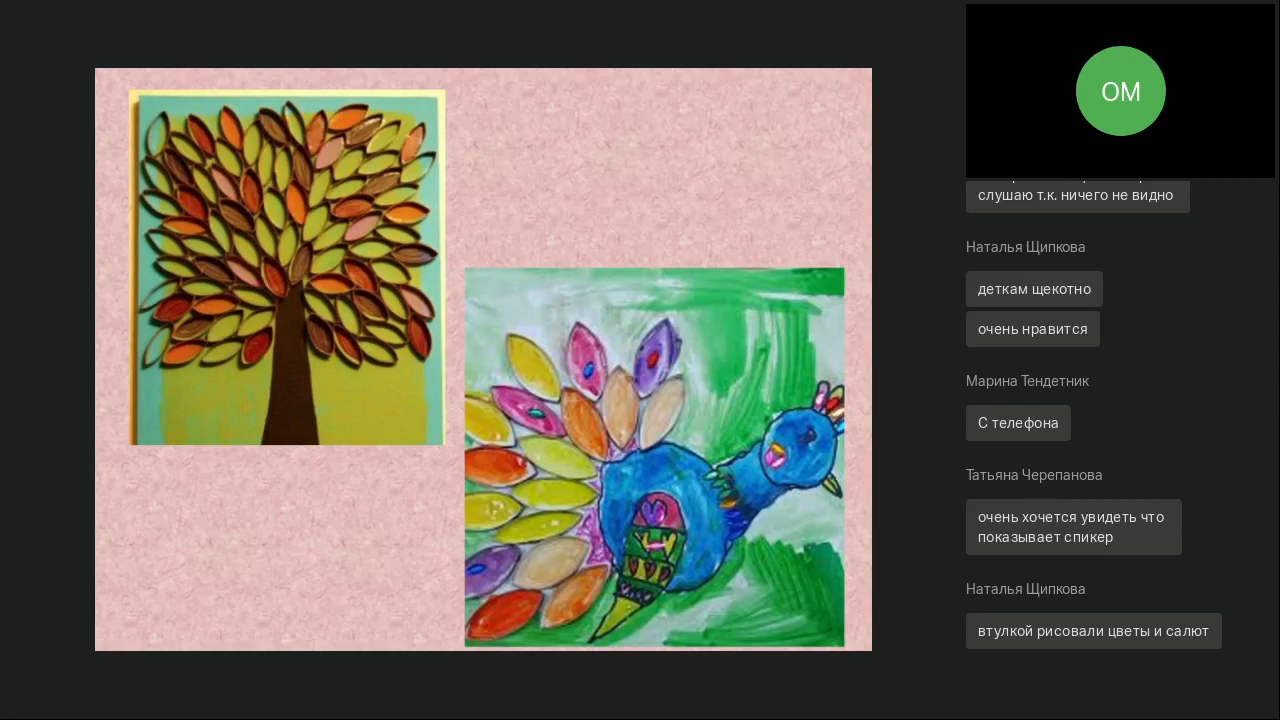 OM
слушаю т.к. ничего не видно
Наталья Щипкова
деткам щекотно
очень нравится
Марина Тендетник
С телефона
Татьяна Черепанова
очень хочется увидеть что
показывает спикер
Наталья Щипкова
втулкой рисовали цветы и салют